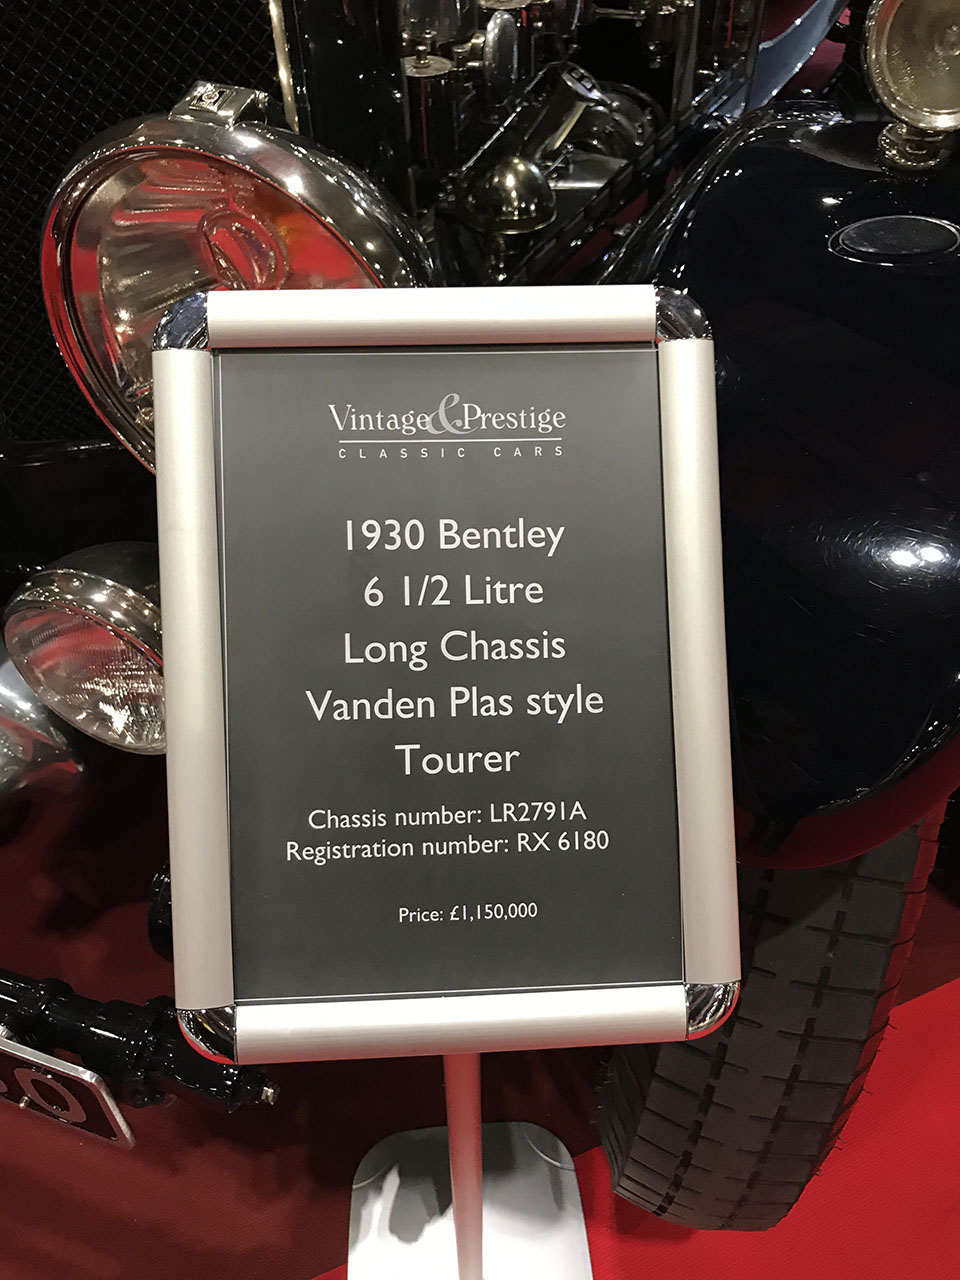 Vintage & Prestige
CLASSIC CARS
1930 Bentley
6 1/2 Litre
Long Chassis
Vanden Plas style
Tourer
Chassis number: LR2791A
Registration number: RX 6180
Price: £1,150,000